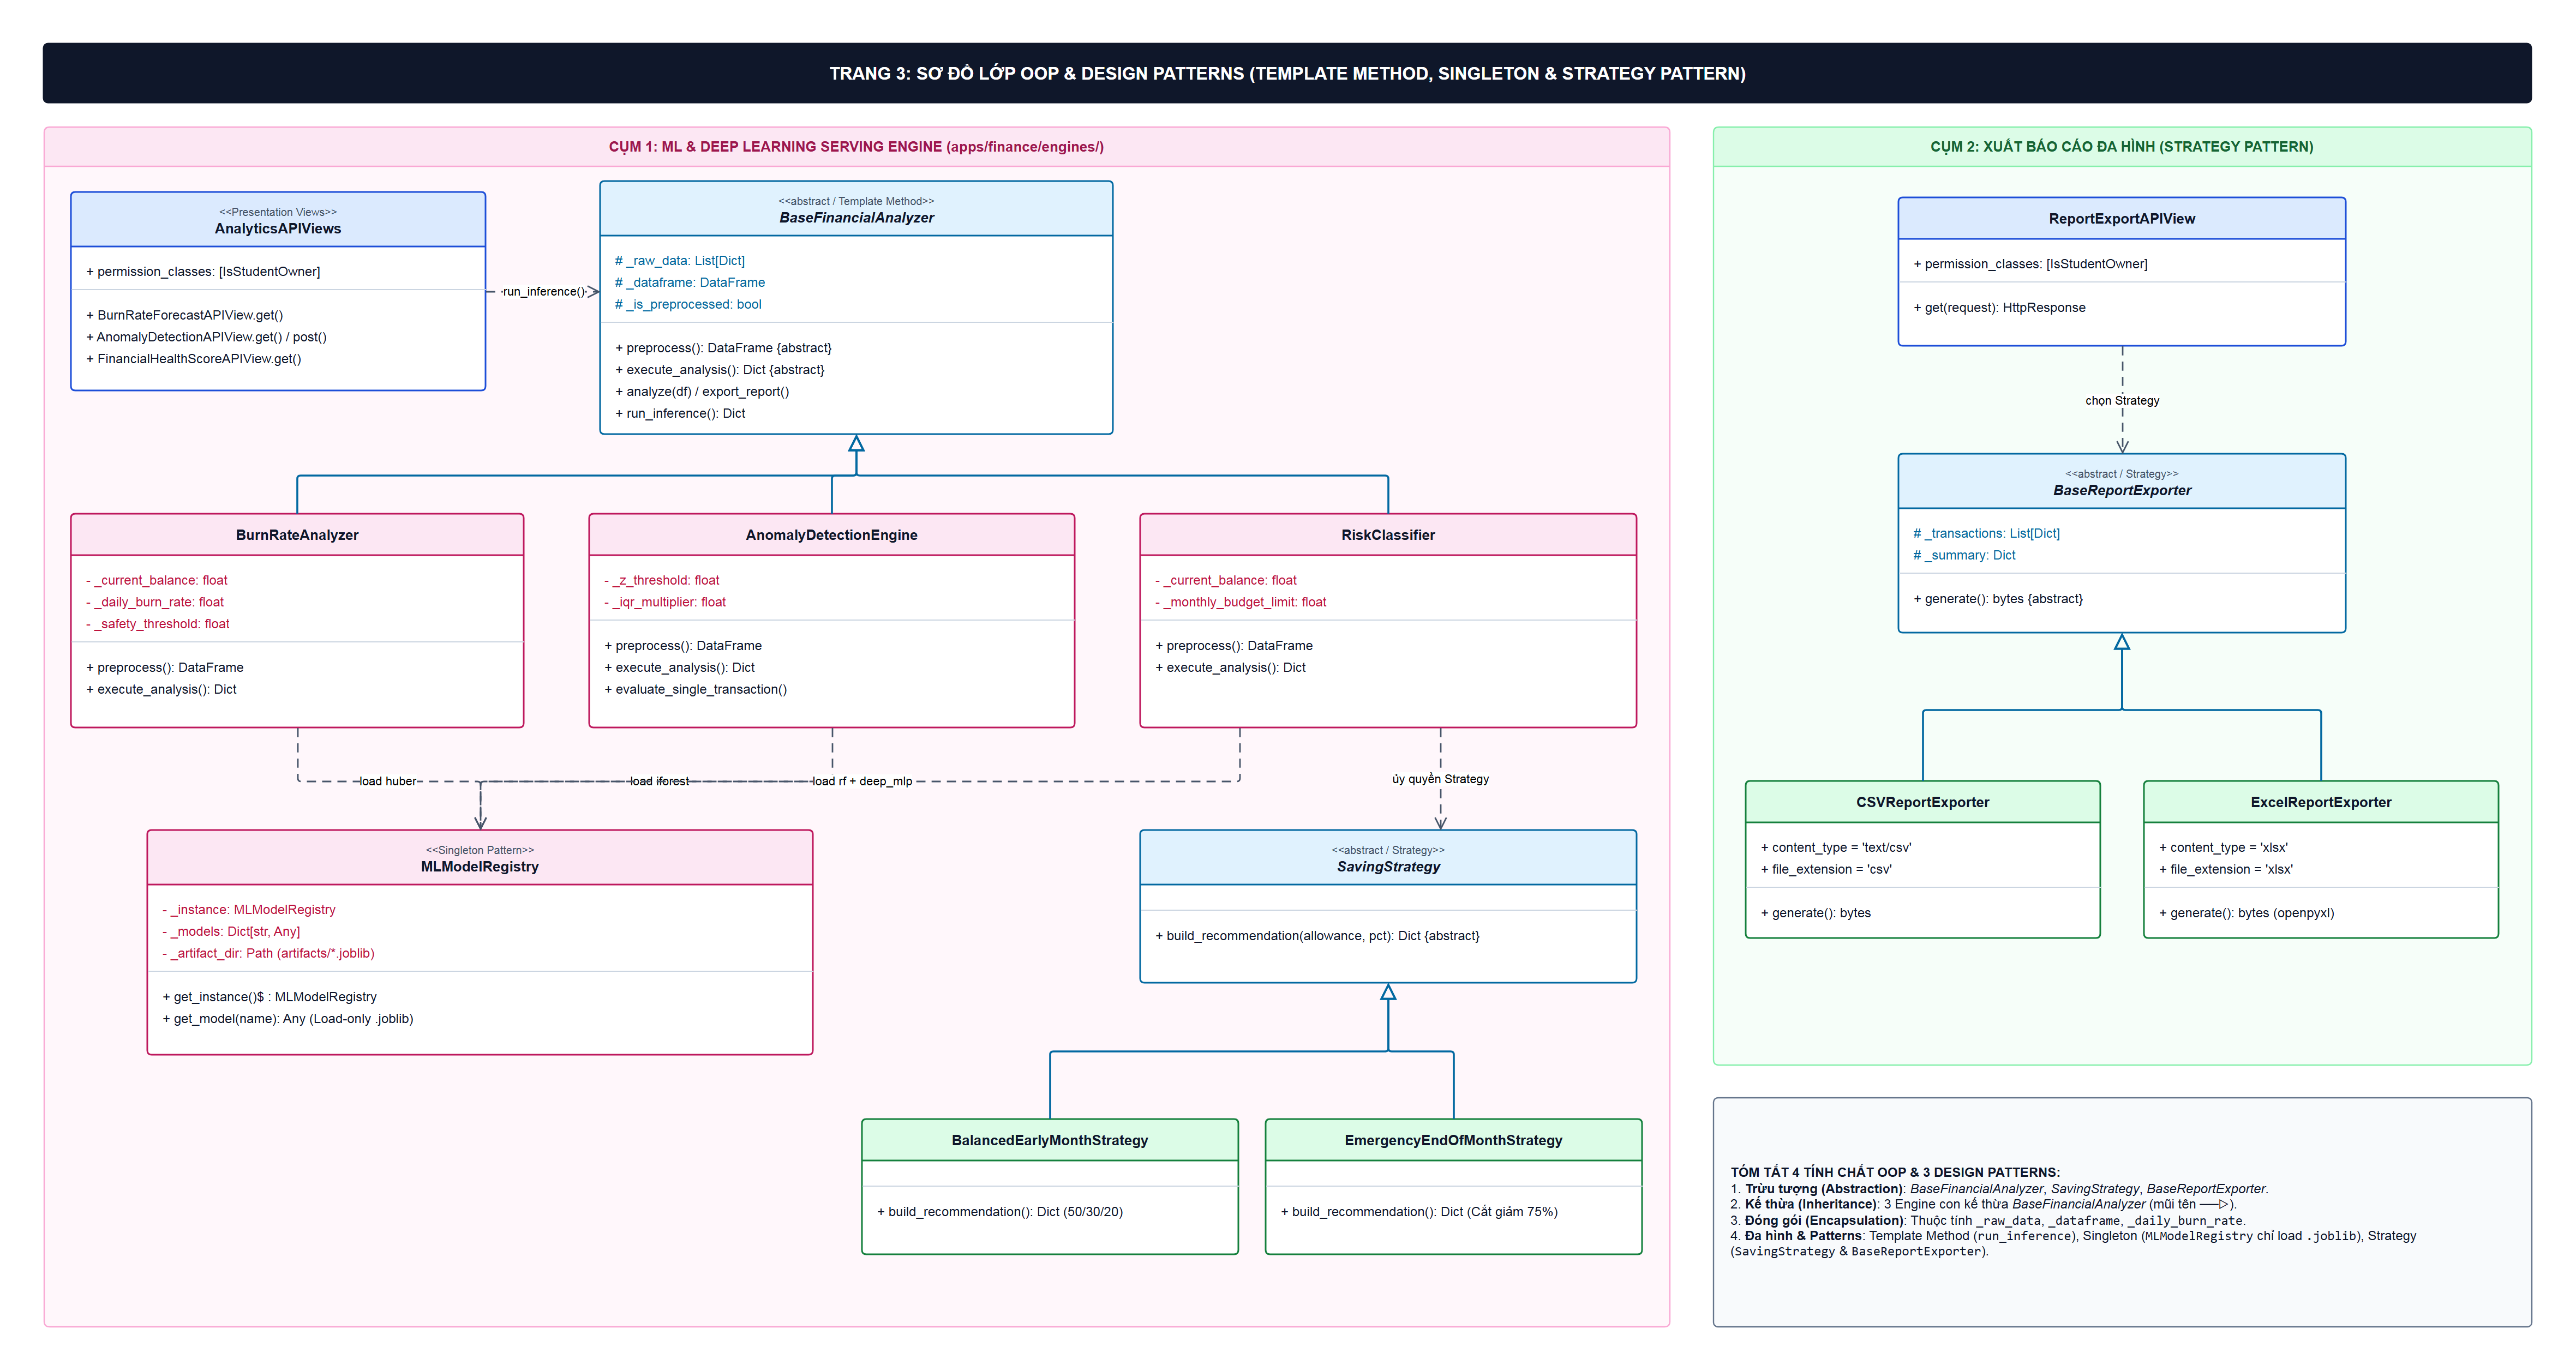 TRANG 3: SƠ ĐỒ LỚP OOP & DESIGN PATTERNS (TEMPLATE METHOD, SINGLETON & STRATEGY PATTERN)
CỤM 1: ML & DEEP LEARNING SERVING ENGINE (apps/finance/engines/)
<<Presentation Views>>
AnalyticsAPIViews
+ permission_classes: [IsStudentOwner]
+ BurnRateForecastAPIView.get()
+ AnomalyDetectionAPIView.get() / post()
+ FinancialHealthScoreAPIView.get()
run_inference()
<<abstract / Template Method>>
BaseFinancialAnalyzer
# _raw_data: List[Dict]
# _dataframe: DataFrame
# _is_preprocessed: bool
+ preprocess(): DataFrame {abstract}
+ execute_analysis(): Dict {abstract}
+ analyze(df) / export_report()
+ run_inference(): Dict
BurnRateAnalyzer
- _current_balance: float
- _daily_burn_rate: float
- _safety_threshold: float
+ preprocess(): DataFrame
+ execute_analysis(): Dict
AnomalyDetectionEngine
- _z_threshold: float
- _iqr_multiplier: float
+ preprocess(): DataFrame
+ execute_analysis(): Dict
+ evaluate_single_transaction()
RiskClassifier
- _current_balance: float
- _monthly_budget_limit: float
+ preprocess(): DataFrame
+ execute_analysis(): Dict
load huber
load iforest
load rf + deep_mlp
ủy quyền Strategy
<<Singleton Pattern>>
MLModelRegistry
- _instance: MLModelRegistry
- _models: Dict[str, Any]
- _artifact_dir: Path (artifacts/*.joblib)
+ get_instance()$ : MLModelRegistry
+ get_model(name): Any (Load-only .joblib)
<<abstract / Strategy>>
SavingStrategy
+ build_recommendation(allowance, pct): Dict {abstract}
BalancedEarlyMonthStrategy
+ build_recommendation(): Dict (50/30/20)
EmergencyEndOfMonthStrategy
+ build_recommendation(): Dict (Cắt giảm 75%)
CỤM 2: XUẤT BÁO CÁO ĐA HÌNH (STRATEGY PATTERN)
ReportExportAPIView
+ permission_classes: [IsStudentOwner]
+ get(request): HttpResponse
chọn Strategy
<<abstract / Strategy>>
BaseReportExporter
# _transactions: List[Dict]
# _summary: Dict
+ generate(): bytes {abstract}
CSVReportExporter
+ content_type = 'text/csv'
+ file_extension = 'csv'
+ generate(): bytes
ExcelReportExporter
+ content_type = 'xlsx'
+ file_extension = 'xlsx'
+ generate(): bytes (openpyxl)
TÓM TẮT 4 TÍNH CHẤT OOP & 3 DESIGN PATTERNS:
1. Trừu tượng (Abstraction): BaseFinancialAnalyzer, SavingStrategy, BaseReportExporter.
2. Kế thừa (Inheritance): 3 Engine con kế thừa BaseFinancialAnalyzer (mũi tên ──▷).
3. Đóng gói (Encapsulation): Thuộc tính _raw_data, _dataframe, _daily_burn_rate.
4. Đa hình & Patterns: Template Method (run_inference), Singleton (MLModelRegistry chỉ load .joblib), Strategy
(SavingStrategy & BaseReportExporter).